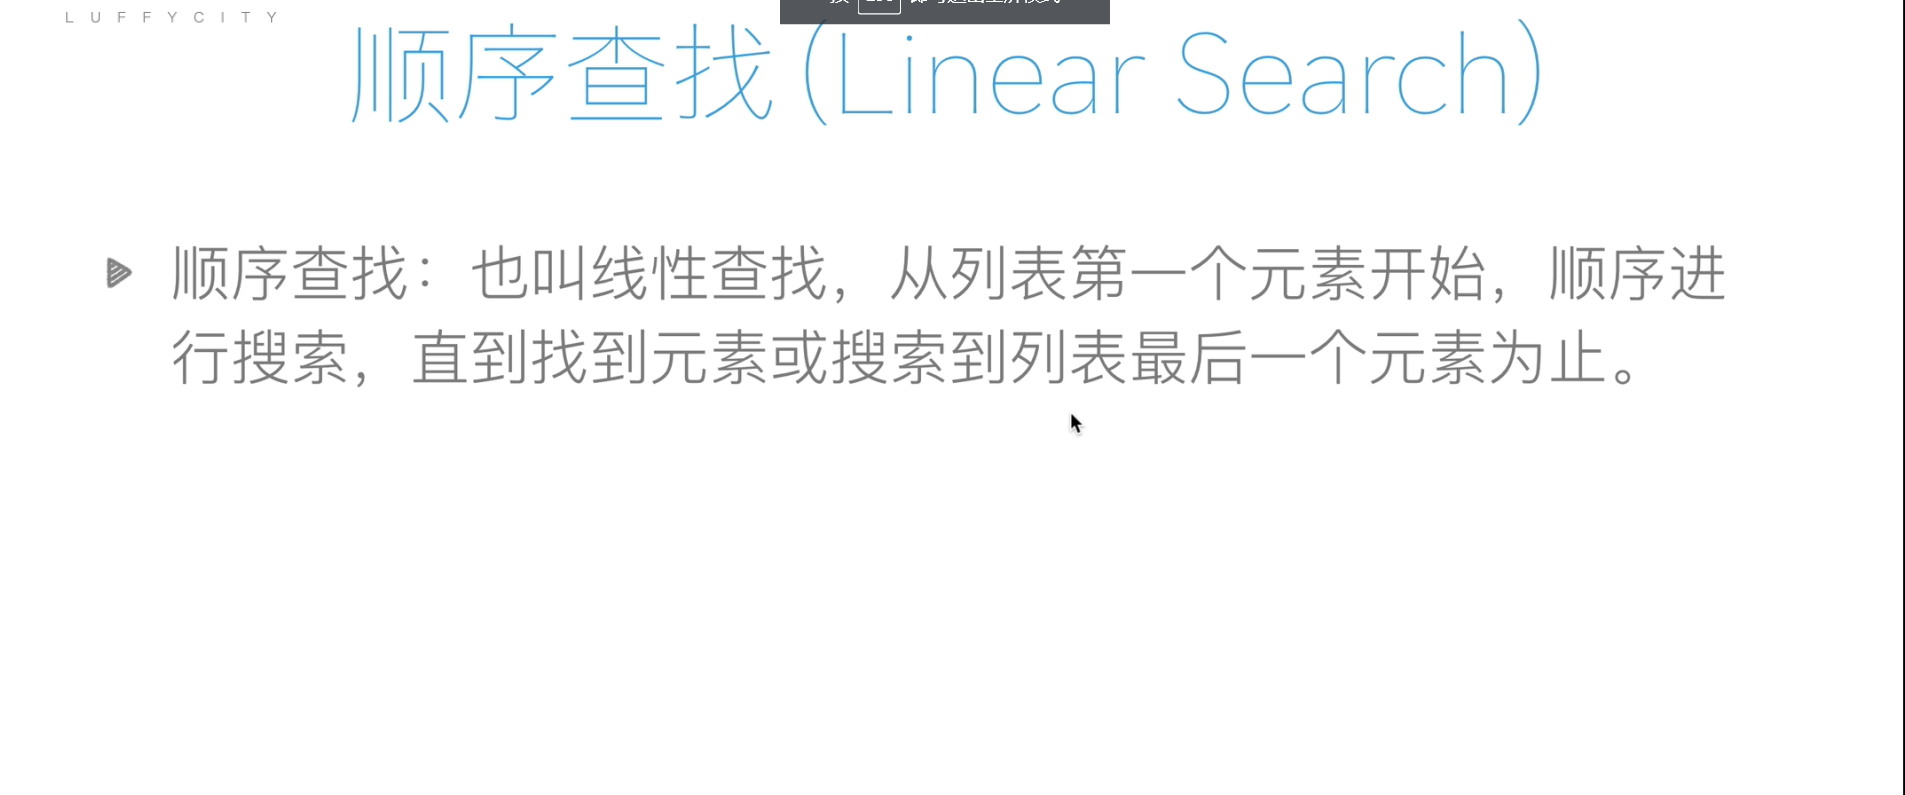 LUFFYCITY
顺序查找 (Linear Search)
顺序查找：也叫线性查找，从列表第一个元素开始，顺序进
行搜索，直到找到元素或搜索到列表最后一个元素为止。